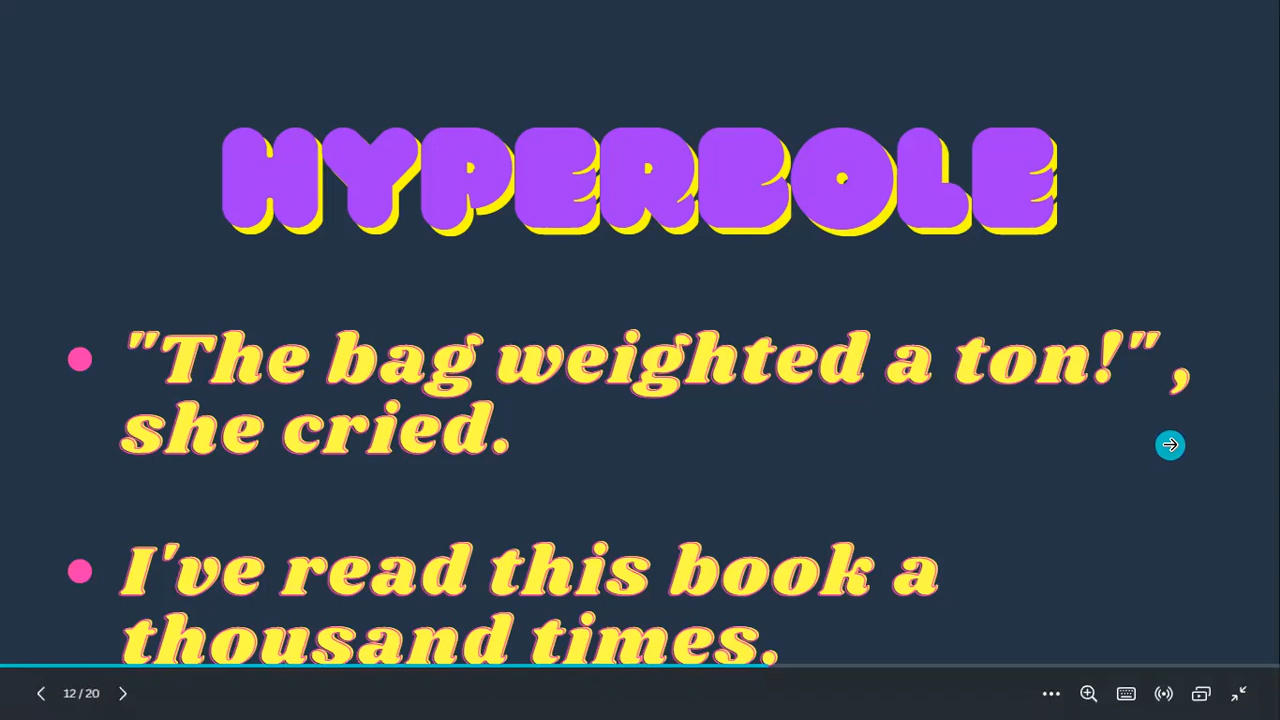 HYPERBOLE
"The bag weighted a ton!" ,
she cried.
I've read this book a
thousand times.
12 / 20